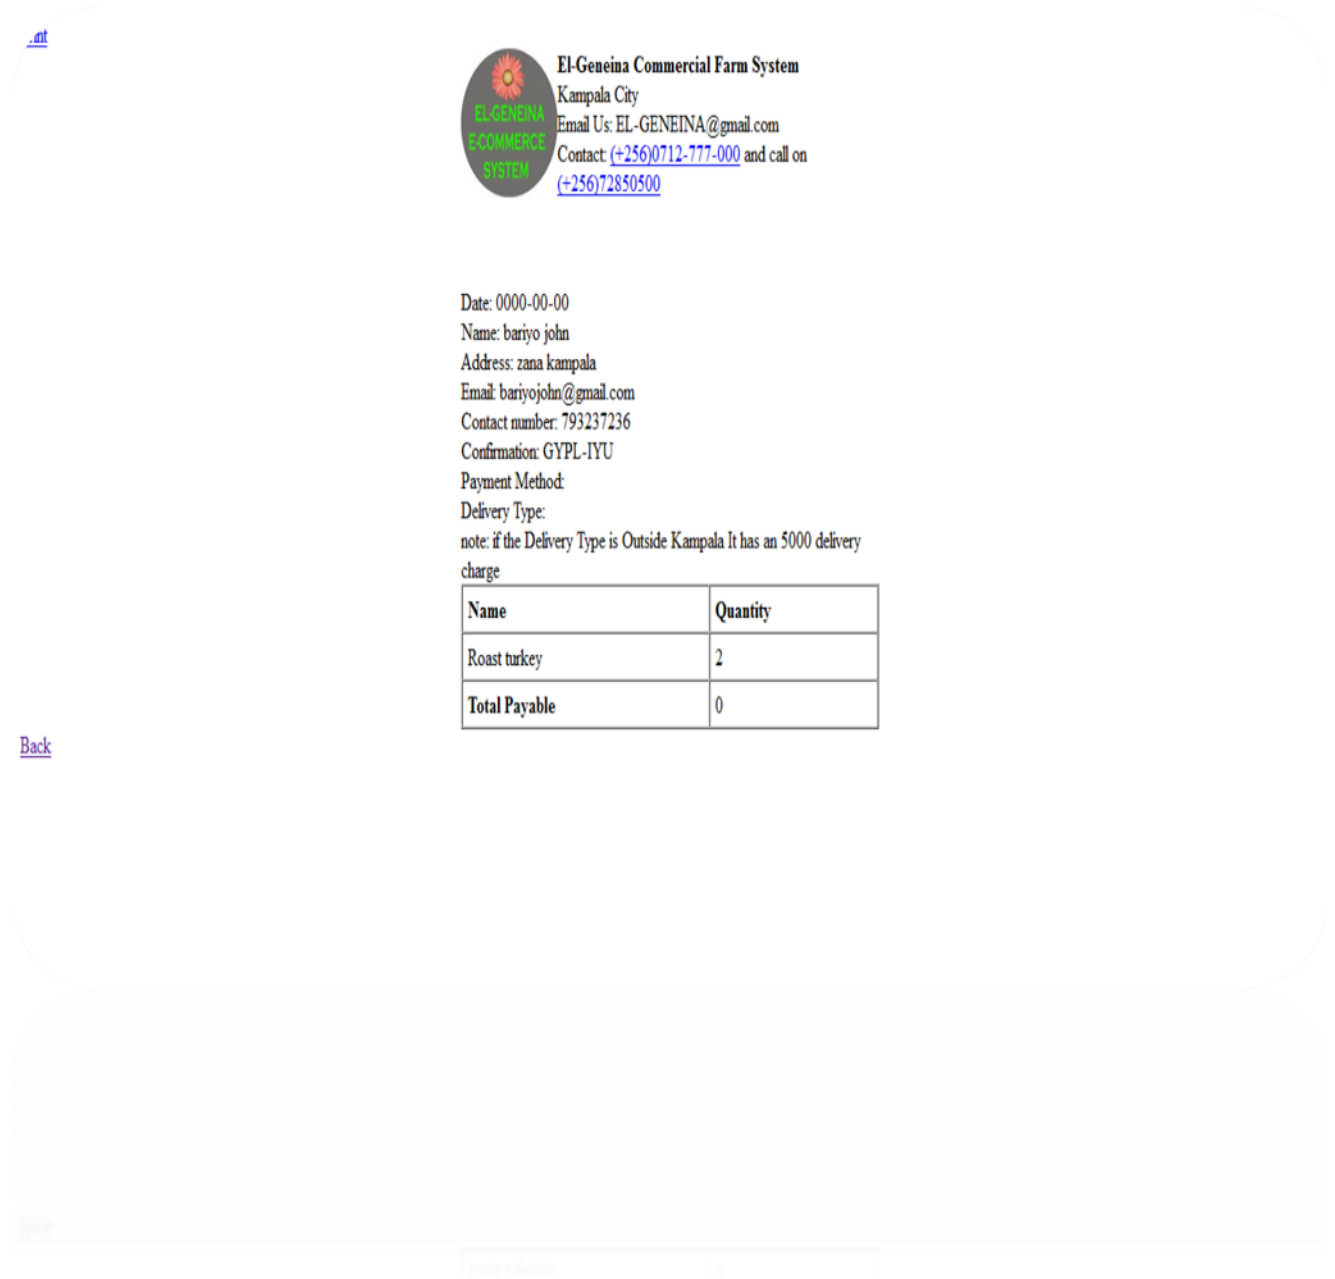 EL-GENEINA
E-COMMERCE
SYSTEM
El-Geneina Commercial Farm System
Kampala City
Email Us: EL-GENEINA@gmail.com
Contact: (+256)0712-777-000 and call on
(+256)72850500
Date: 0000-00-00
Name: bariyo john
Address: zana kampala
Email: bariyojohn@gmail.com
Contact number: 793237236
Confirmation: GYPL-IYU
Payment Method:
Delivery Type:
note: if the Delivery Type is Outside Kampala It has an 5000 delivery
charge
Name Quantity
Roast turkey 2
Total Payable 0
Back